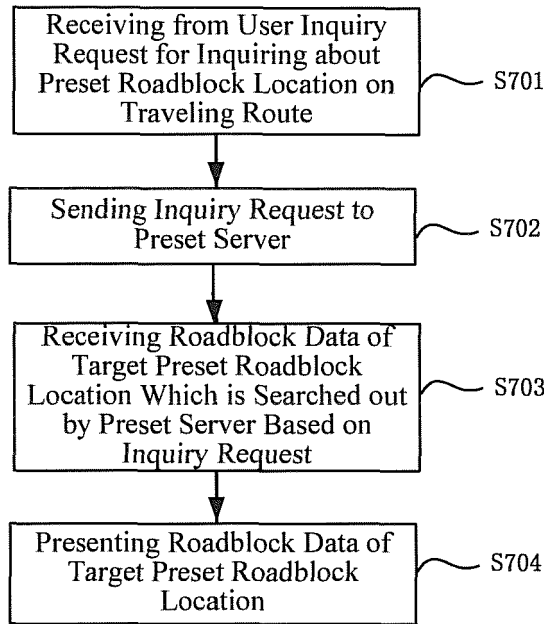 Receiving from User Inquiry
Request for Inquiring about
Preset Roadblock Location on
Traveling Route
S701
Sending Inquiry Request to
Preset Server
S702
Receiving Roadblock Data of
Target Preset Roadblock
Location Which is Searched out
by Preset Server Based on
Inquiry Request
S703
Presenting Roadblock Data of
Target Preset Roadblock
Location
S704